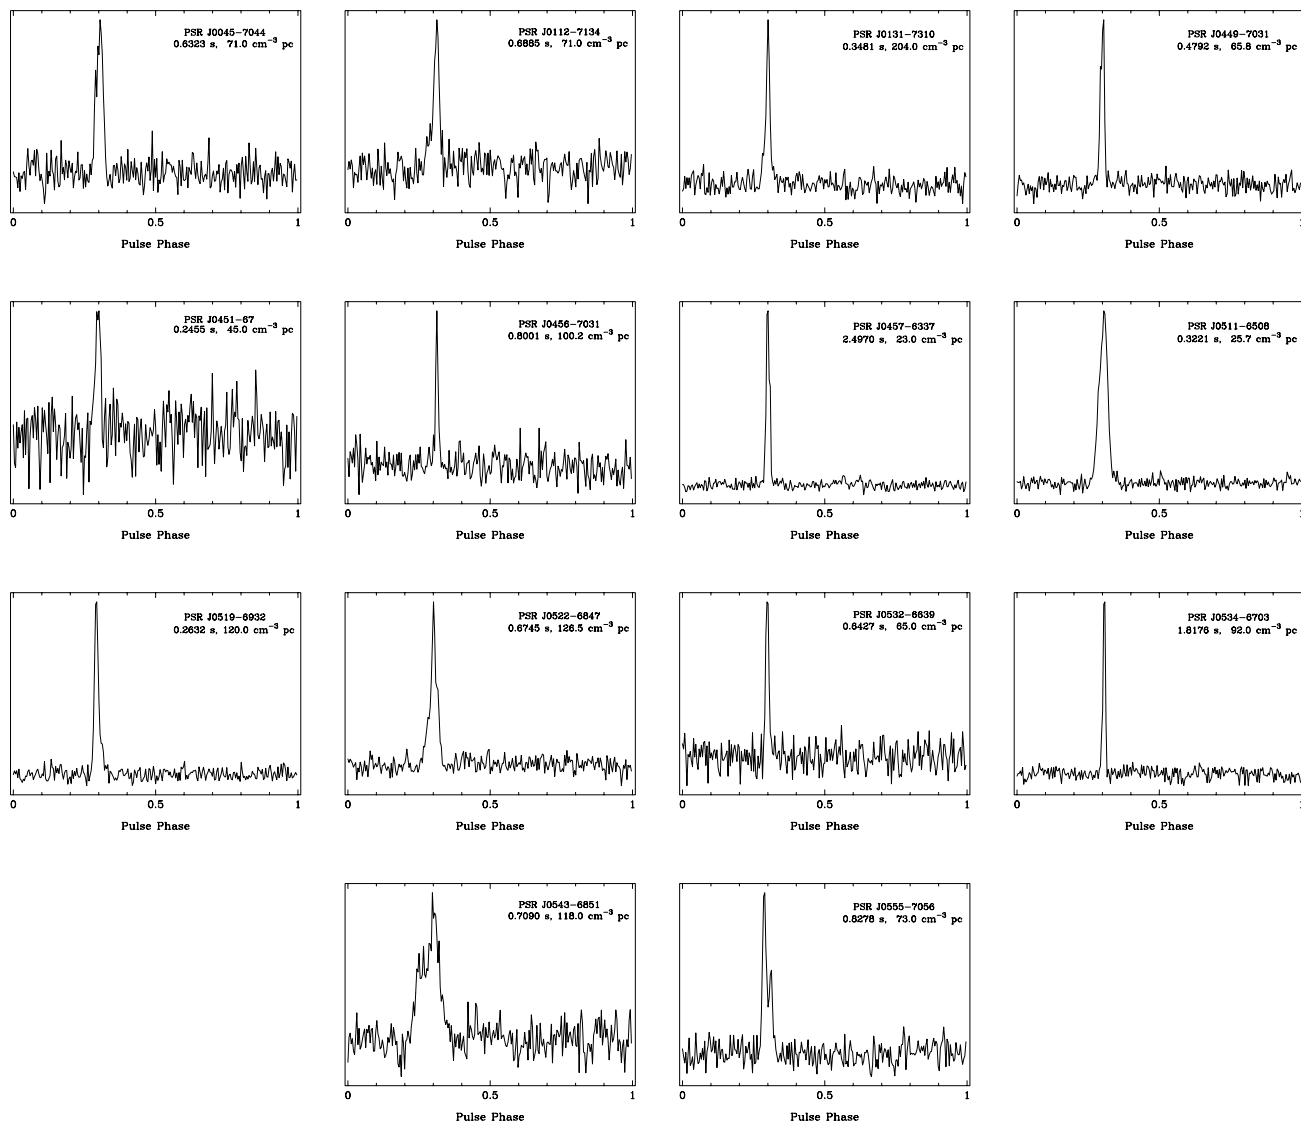 PSR J0045-7044
0.6323 s, 71.0 cm⁻³ pc
0 0.5 1
Pulse Phase
PSR J0112-7134
0.6885 s, 71.0 cm⁻³ pc
0 0.5 1
Pulse Phase
PSR J0131-7310
0.3481 s, 204.0 cm⁻³ pc
0 0.5 1
Pulse Phase
PSR J0449-7031
0.4792 s, 65.8 cm⁻³ pc
0 0.5 1
Pulse Phase
PSR J0451-67
0.2455 s, 45.0 cm⁻³ pc
0 0.5 1
Pulse Phase
PSR J0456-7031
0.8001 s, 100.2 cm⁻³ pc
0 0.5 1
Pulse Phase
PSR J0457-6337
2.4970 s, 23.0 cm⁻³ pc
0 0.5 1
Pulse Phase
PSR J0511-6508
0.3221 s, 25.7 cm⁻³ pc
0 0.5 1
Pulse Phase
PSR J0519-6932
0.2632 s, 120.0 cm⁻³ pc
0 0.5 1
Pulse Phase
PSR J0522-6847
0.6745 s, 126.5 cm⁻³ pc
0 0.5 1
Pulse Phase
PSR J0532-6639
0.6427 s, 65.0 cm⁻³ pc
0 0.5 1
Pulse Phase
PSR J0534-6703
1.8176 s, 92.0 cm⁻³ pc
0 0.5 1
Pulse Phase
PSR J0543-6851
0.7090 s, 118.0 cm⁻³ pc
0 0.5 1
Pulse Phase
PSR J0555-7056
0.8278 s, 73.0 cm⁻³ pc
0 0.5 1
Pulse Phase